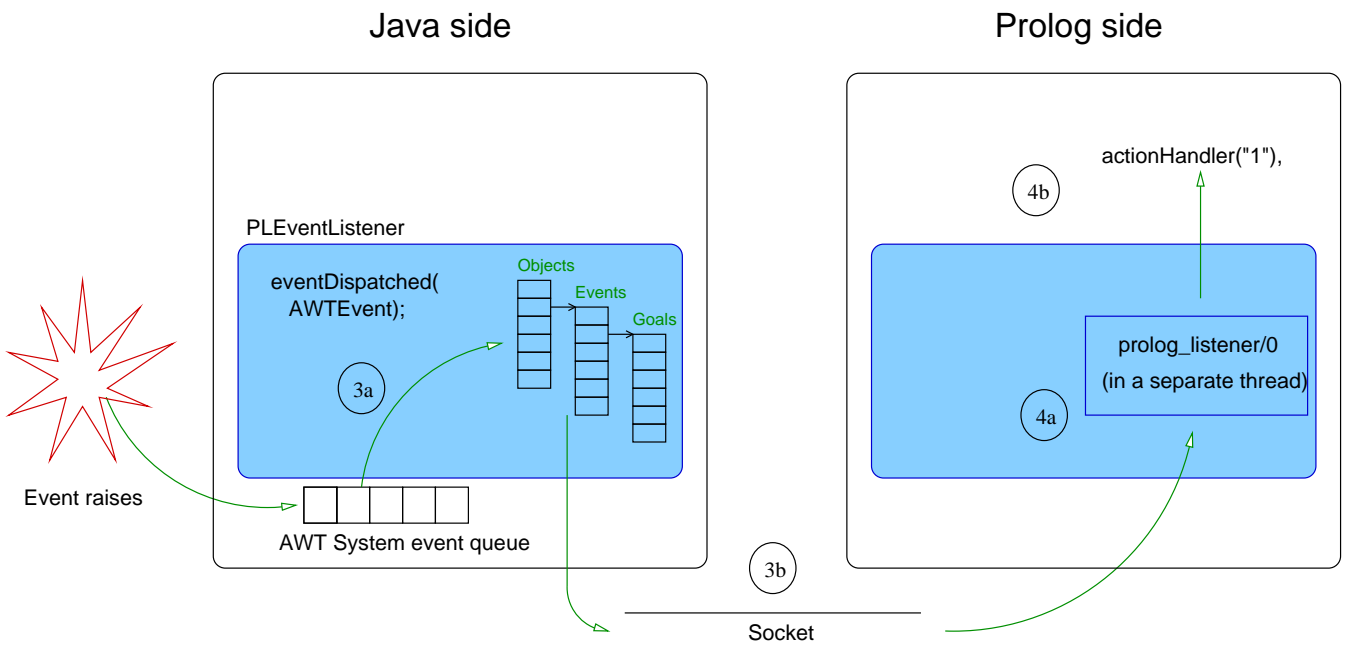 Java side
Prolog side
actionHandler("1"),
4b
PLEventListener
eventDispatched(
AWTEvent);
Objects
Events
Goals
3a
prolog_listener/0
(in a separate thread)
4a
Event raises
AWT System event queue
3b
Socket